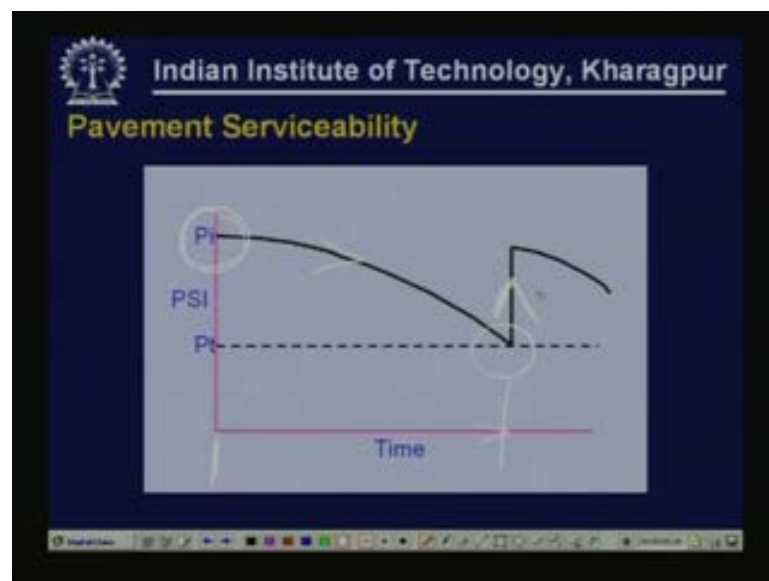 Indian Institute of Technology, Kharagpur
Pavement Serviceability
Pi
PSI
Pt
Time